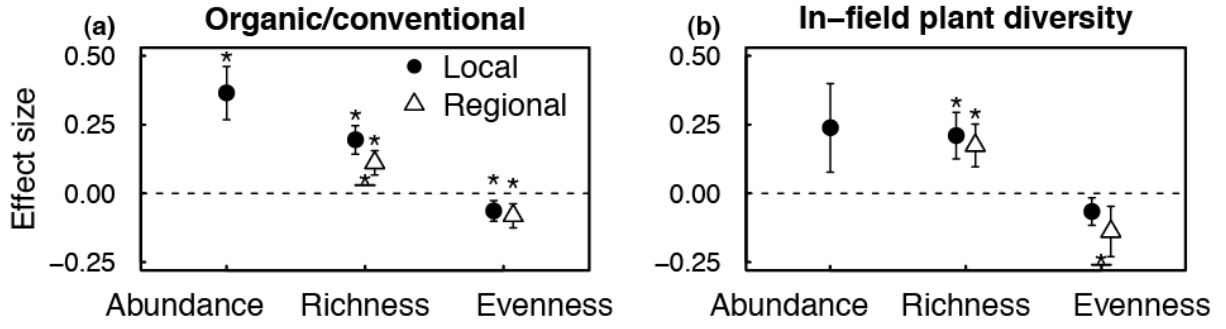 (a) Organic/conventional
(b) In−field plant diversity
Effect size
0.50
0.25
0.00
−0.25
* Local
* * Regional
*
* *
Abundance Richness Evenness
0.50
0.25
0.00
−0.25
* *
*
Abundance Richness Evenness